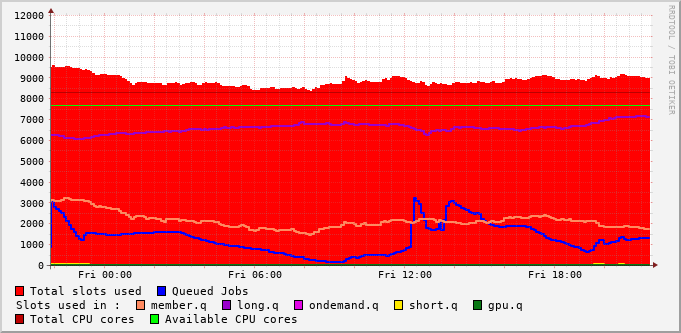 12000
11000
10000
9000
8000
7000
6000
5000
4000
3000
2000
1000
0
Fri 00:00 Fri 06:00 Fri 12:00 Fri 18:00
RRDTOOL / TOBI OETIKER
Total slots used Queued Jobs
Slots used in : member.q long.q ondemand.q short.q gpu.q
Total CPU cores Available CPU cores